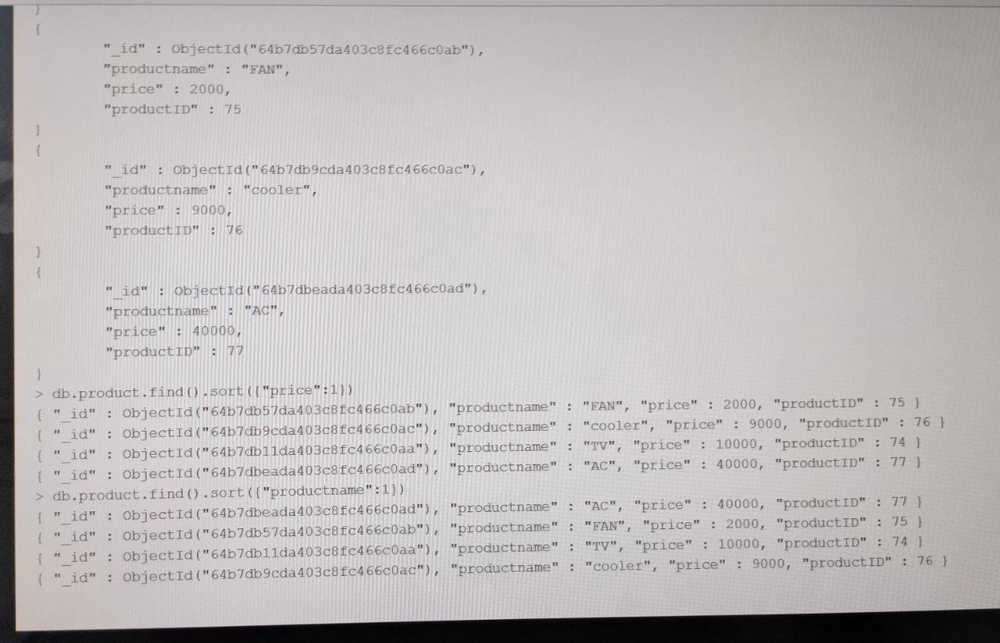 }
{
"_id" : ObjectId("64b7db57da403c8fc466c0ab"),
"productname" : "FAN",
"price" : 2000,
"productID" : 75
}
{
"_id" : ObjectId("64b7db9cda403c8fc466c0ac"),
"productname" : "cooler",
"price" : 9000,
"productID" : 76
}
{
"_id" : ObjectId("64b7dbeada403c8fc466c0ad"),
"productname" : "AC",
"price" : 40000,
"productID" : 77
}
> db.product.find().sort({"price":1})
{ "_id" : ObjectId("64b7db57da403c8fc466c0ab"), "productname" : "FAN", "price" : 2000, "productID" : 75 }
{ "_id" : ObjectId("64b7db9cda403c8fc466c0ac"), "productname" : "cooler", "price" : 9000, "productID" : 76 }
{ "_id" : ObjectId("64b7db11da403c8fc466c0aa"), "productname" : "TV", "price" : 10000, "productID" : 74 }
{ "_id" : ObjectId("64b7dbeada403c8fc466c0ad"), "productname" : "AC", "price" : 40000, "productID" : 77 }
> db.product.find().sort({"productname":1})
{ "_id" : ObjectId("64b7dbeada403c8fc466c0ad"), "productname" : "AC", "price" : 40000, "productID" : 77 }
{ "_id" : ObjectId("64b7db57da403c8fc466c0ab"), "productname" : "FAN", "price" : 2000, "productID" : 75 }
{ "_id" : ObjectId("64b7db11da403c8fc466c0aa"), "productname" : "TV", "price" : 10000, "productID" : 74 }
{ "_id" : ObjectId("64b7db9cda403c8fc466c0ac"), "productname" : "cooler", "price" : 9000, "productID" : 76 }